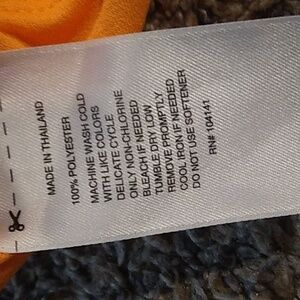 MADE IN THAILAND
100% POLYESTER
MACHINE WASH COLD
WITH LIKE COLORS
DELICATE CYCLE
ONLY NON-CHLORINE
BLEACH IF NEEDED
TUMBLE DRY LOW
REMOVE PROMPTLY
COOL IRON IF NEEDED
DO NOT USE SOFTENER
RN# 104141